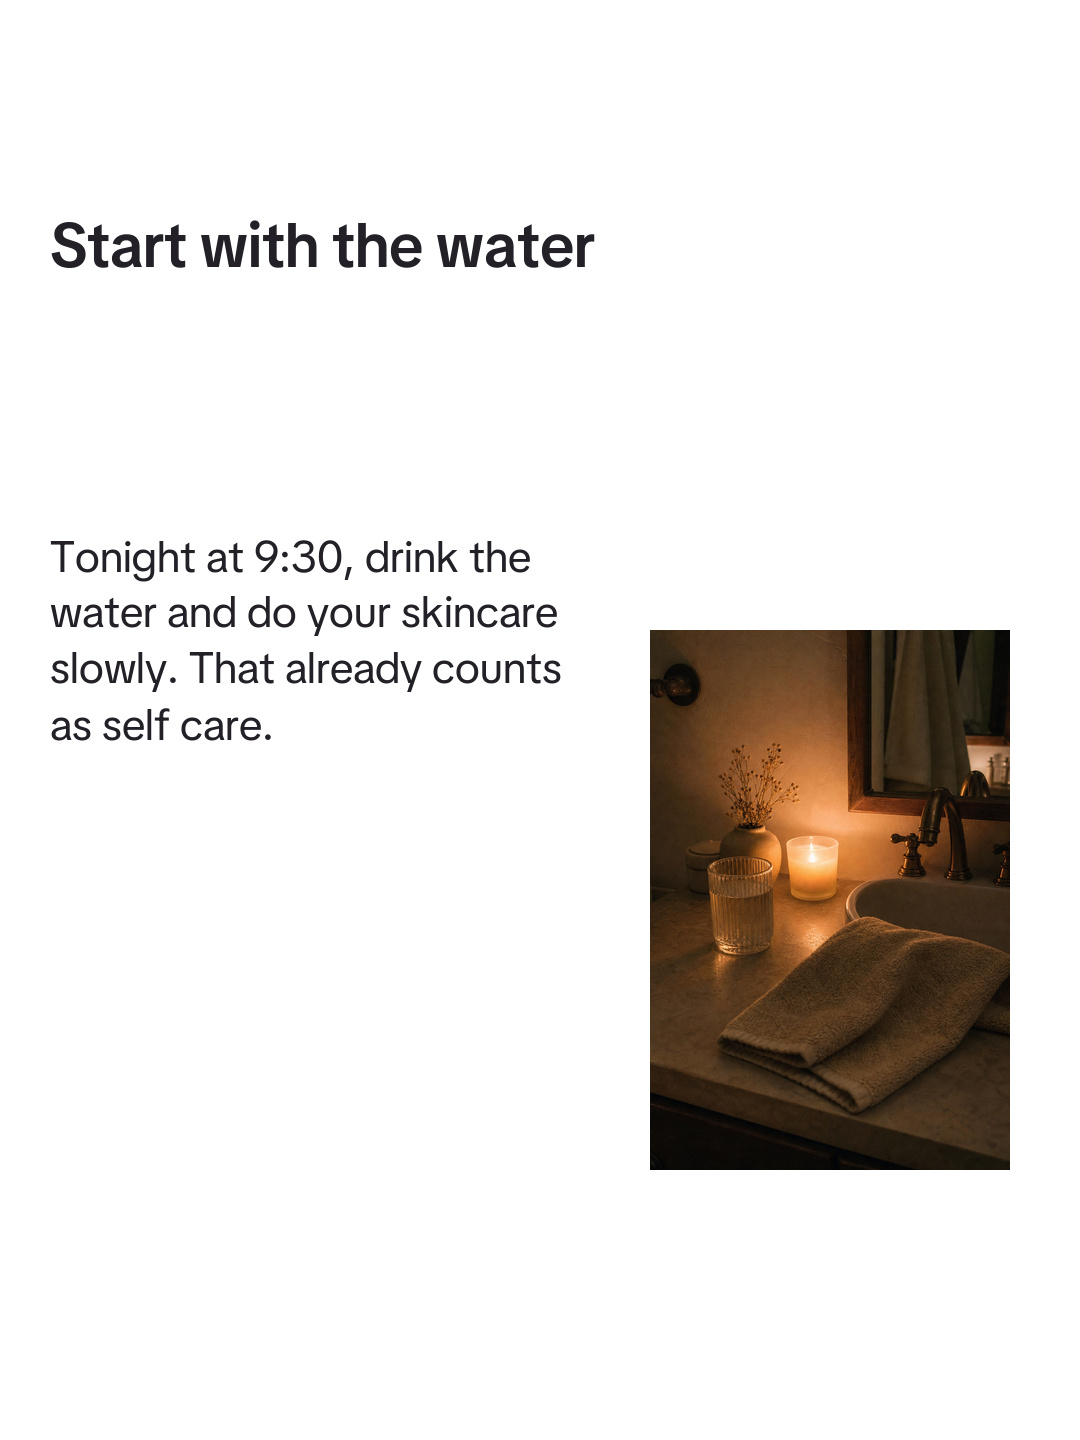 Start with the water
Tonight at 9:30, drink the
water and do your skincare
slowly. That already counts
as self care.